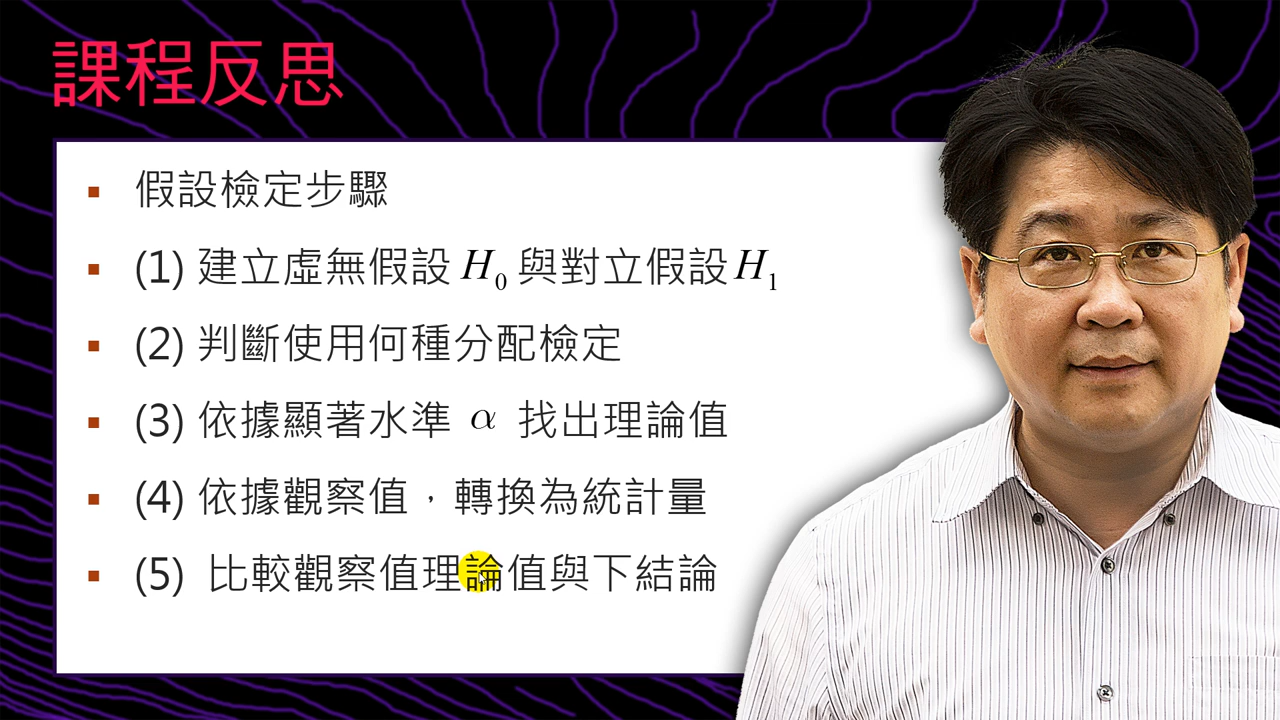 課程反思
假設檢定步驟
(1) 建立虛無假設 H₀ 與對立假設 H₁
(2) 判斷使用何種分配檢定
(3) 依據顯著水準 α 找出理論值
(4) 依據觀察值，轉換為統計量
(5) 比較觀察值理論值與下結論